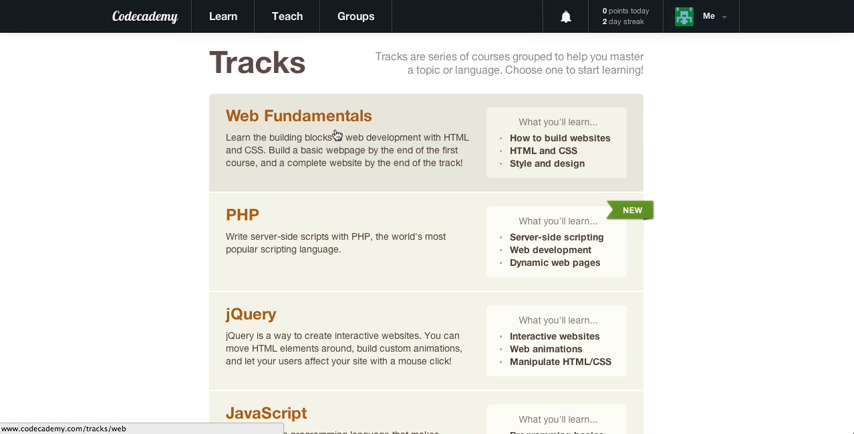 Codecademy
Learn
Teach
Groups
0 points today
2 day streak
Me
Tracks
Tracks are series of courses grouped to help you master
a topic or language. Choose one to start learning!
Web Fundamentals
Learn the building blocks web development with HTML
and CSS. Build a basic webpage by the end of the first
course, and a complete website by the end of the track!
What you'll learn...
• How to build websites
• HTML and CSS
• Style and design
PHP
Write server-side scripts with PHP, the world's most
popular scripting language.
NEW
What you'll learn...
• Server-side scripting
• Web development
• Dynamic web pages
jQuery
jQuery is a way to create interactive websites. You can
move HTML elements around, build custom animations,
and let your users affect your site with a mouse click!
What you'll learn...
• Interactive websites
• Web animations
• Manipulate HTML/CSS
JavaScript
What you'll learn...
www.codecademy.com/tracks/web